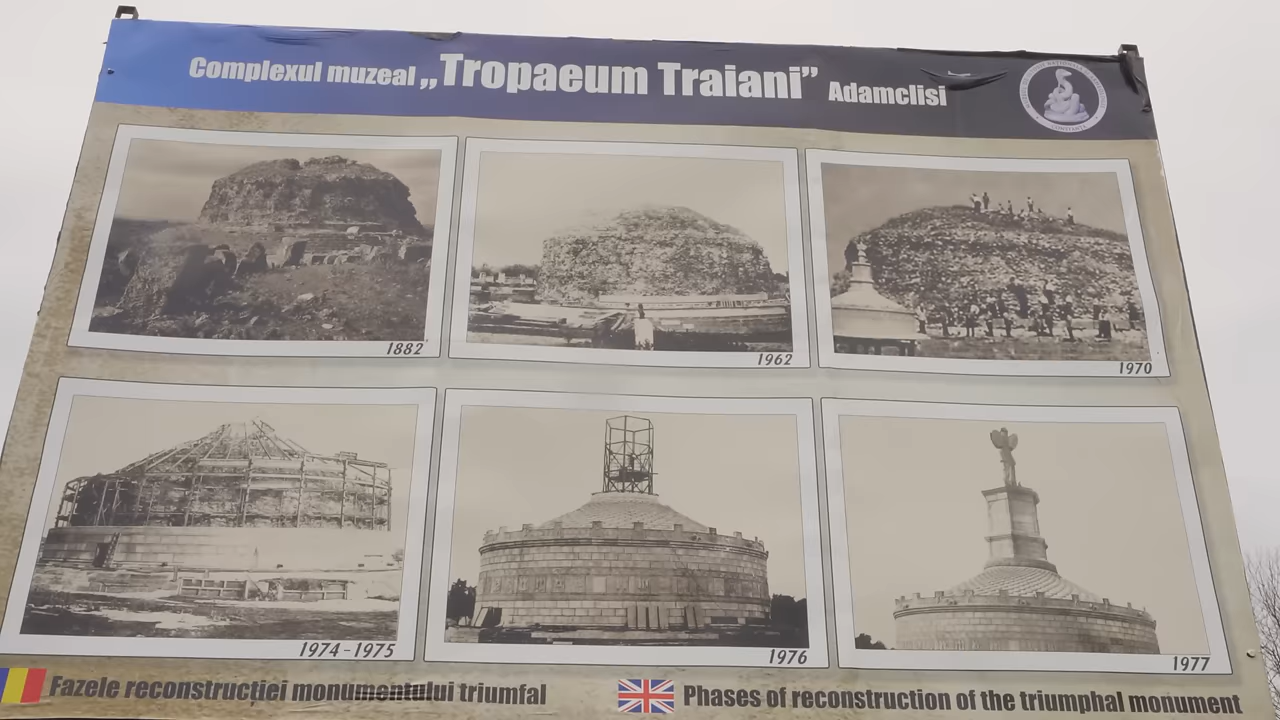 Complexul muzeal „Tropaeum Traiani” Adamclisi
1882
1962
1970
1974-1975
1976
1977
Fazele reconstrucției monumentului triumfal
Phases of reconstruction of the triumphal monument